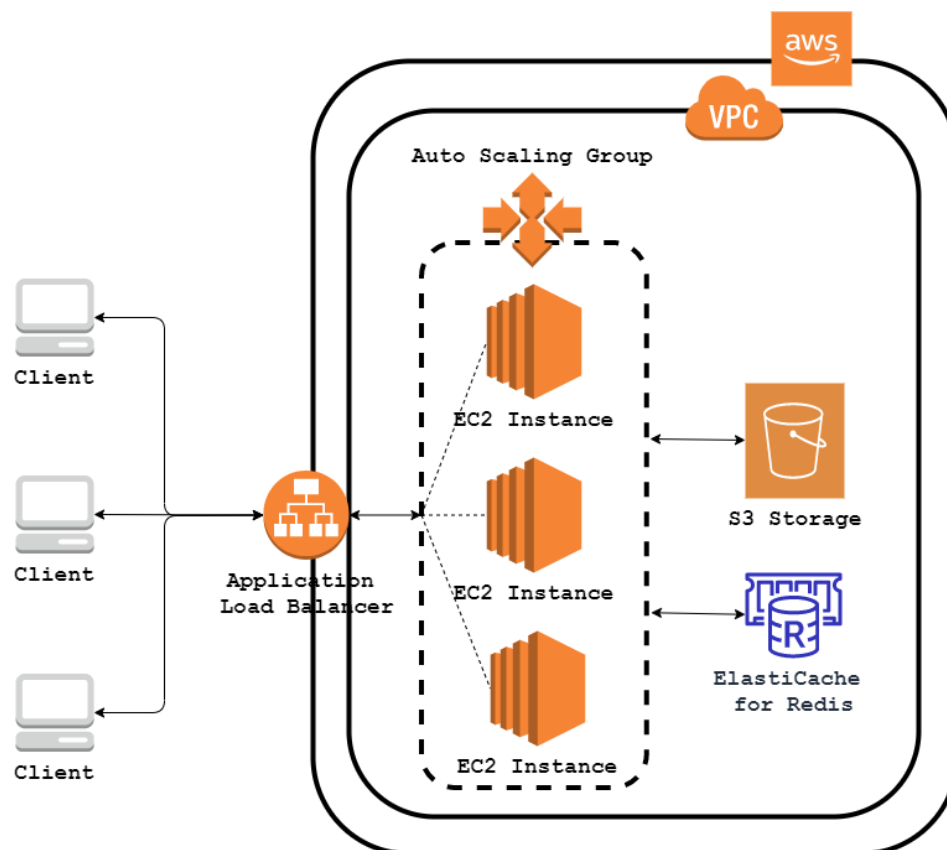 aws
VPC
Auto Scaling Group
Client
EC2 Instance
S3 Storage
Client
Application
Load Balancer
EC2 Instance
R
ElastiCache
for Redis
Client
EC2 Instance